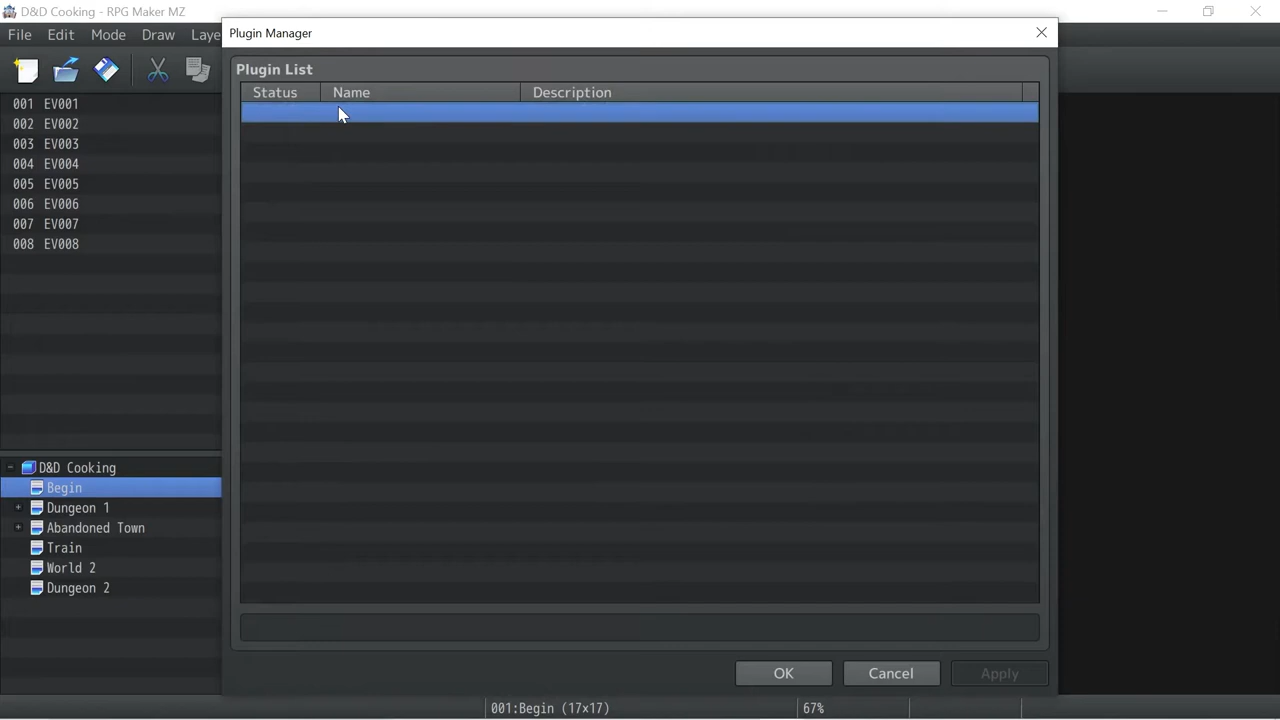 D&D Cooking - RPG Maker MZ
File Edit Mode Draw Laye
Plugin Manager
Plugin List
Status Name Description
001 EV001
002 EV002
003 EV003
004 EV004
005 EV005
006 EV006
007 EV007
008 EV008
D&D Cooking
Begin
Dungeon 1
Abandoned Town
Train
World 2
Dungeon 2
OK Cancel Apply
001:Begin (17x17) 67%